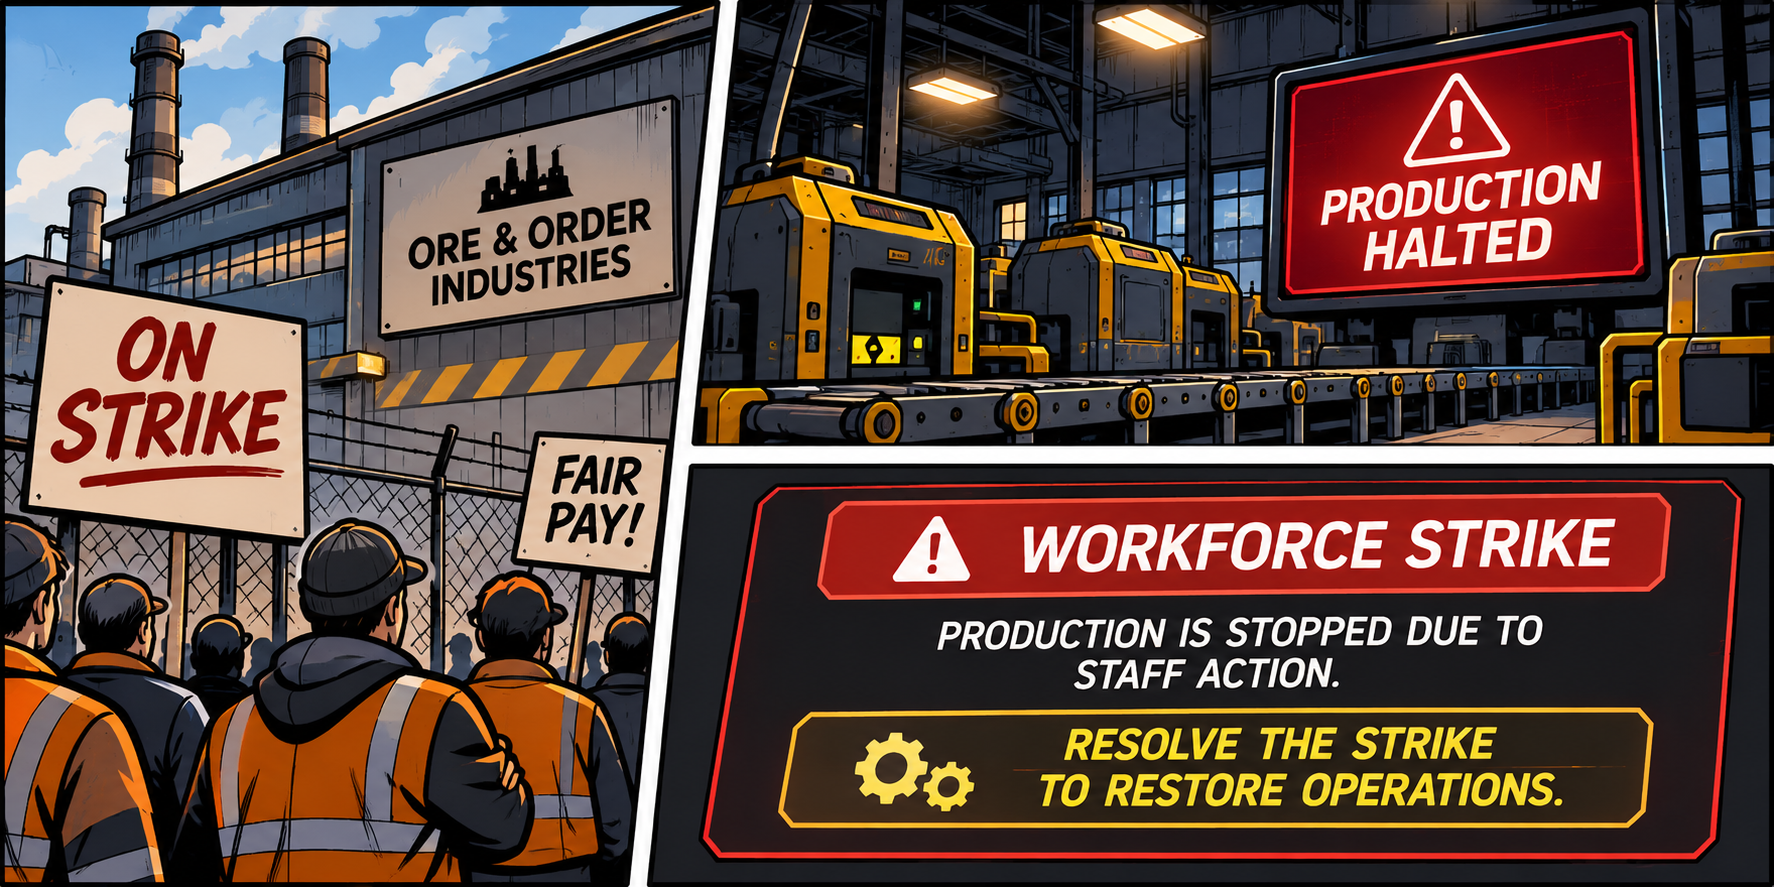 ORE & ORDER
INDUSTRIES
ON
STRIKE
FAIR
PAY!
PRODUCTION
HALTED
WORKFORCE STRIKE
PRODUCTION IS STOPPED DUE TO
STAFF ACTION.
RESOLVE THE STRIKE
TO RESTORE OPERATIONS.